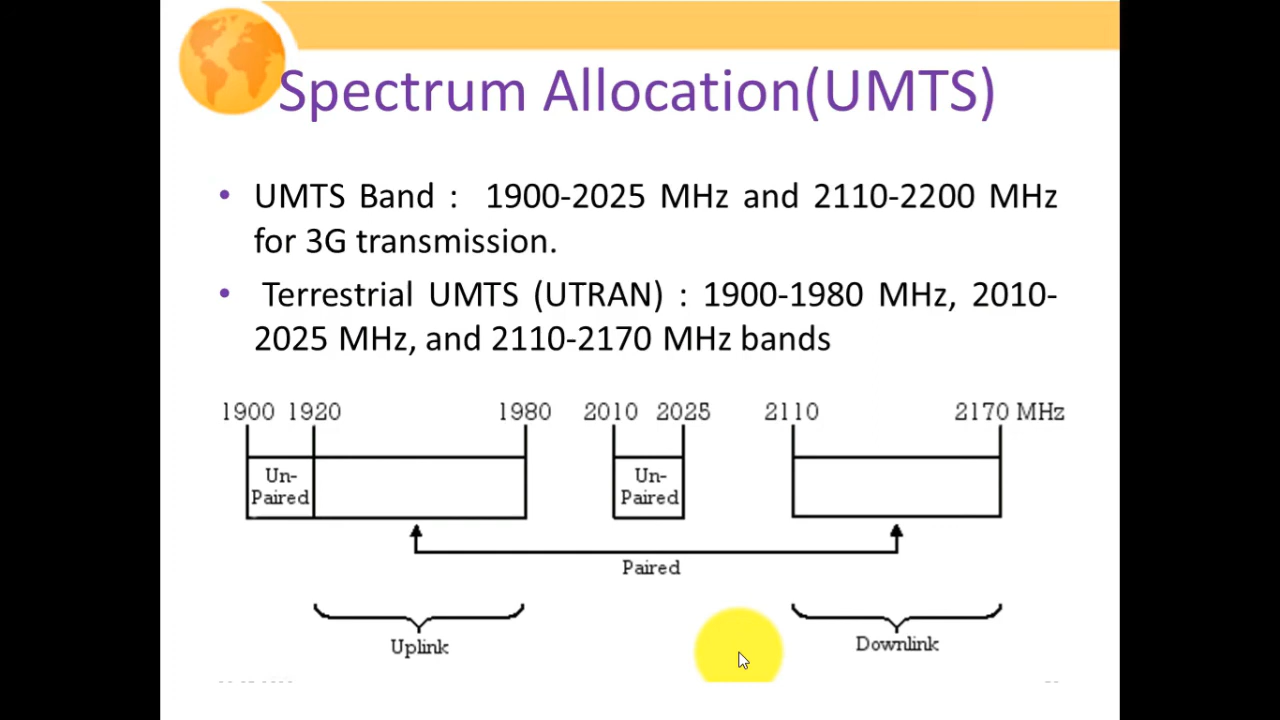 Spectrum Allocation(UMTS)
• UMTS Band : 1900-2025 MHz and 2110-2200 MHz
for 3G transmission.
• Terrestrial UMTS (UTRAN) : 1900-1980 MHz, 2010-
2025 MHz, and 2110-2170 MHz bands
1900 1920 1980 2010 2025 2110 2170 MHz
Un- Un-
Paired Paired
Paired
Uplink Downlink